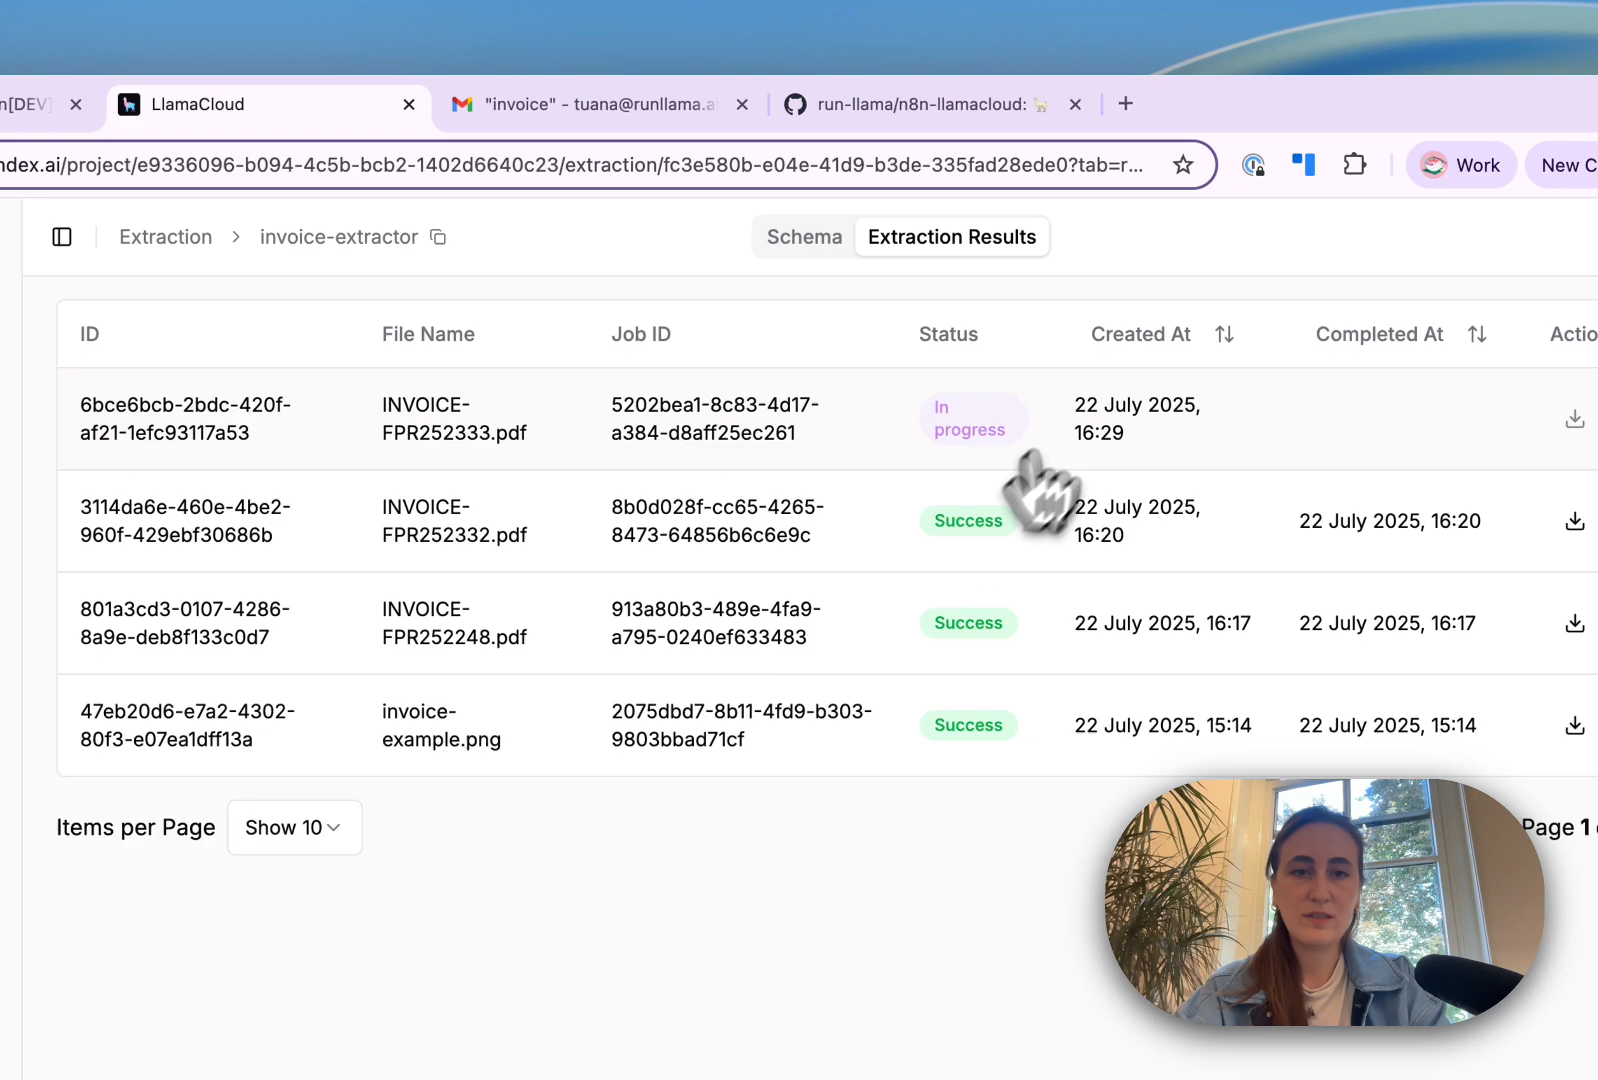 n[DEV]
LlamaCloud
"invoice" - tuana@runllama.a
run-llama/n8n-llamacloud: 🦙
ndex.ai/project/e9336096-b094-4c5b-bcb2-1402d6640c23/extraction/fc3e580b-e04e-41d9-b3de-335fad28ede0?tab=r...
Work
New C
Extraction > invoice-extractor
Schema
Extraction Results
ID
File Name
Job ID
Status
Created At
Completed At
Actio
6bce6bcb-2bdc-420f-
af21-1efc93117a53
INVOICE-
FPR252333.pdf
5202bea1-8c83-4d17-
a384-d8aff25ec261
In
progress
22 July 2025,
16:29
3114da6e-460e-4be2-
960f-429ebf30686b
INVOICE-
FPR252332.pdf
8b0d028f-cc65-4265-
8473-64856b6c6e9c
Success
22 July 2025,
16:20
22 July 2025, 16:20
801a3cd3-0107-4286-
8a9e-deb8f133c0d7
INVOICE-
FPR252248.pdf
913a80b3-489e-4fa9-
a795-0240ef633483
Success
22 July 2025, 16:17
22 July 2025, 16:17
47eb20d6-e7a2-4302-
80f3-e07ea1dff13a
invoice-
example.png
2075dbd7-8b11-4fd9-b303-
9803bbad71cf
Success
22 July 2025, 15:14
22 July 2025, 15:14
Items per Page
Show 10
Page 1